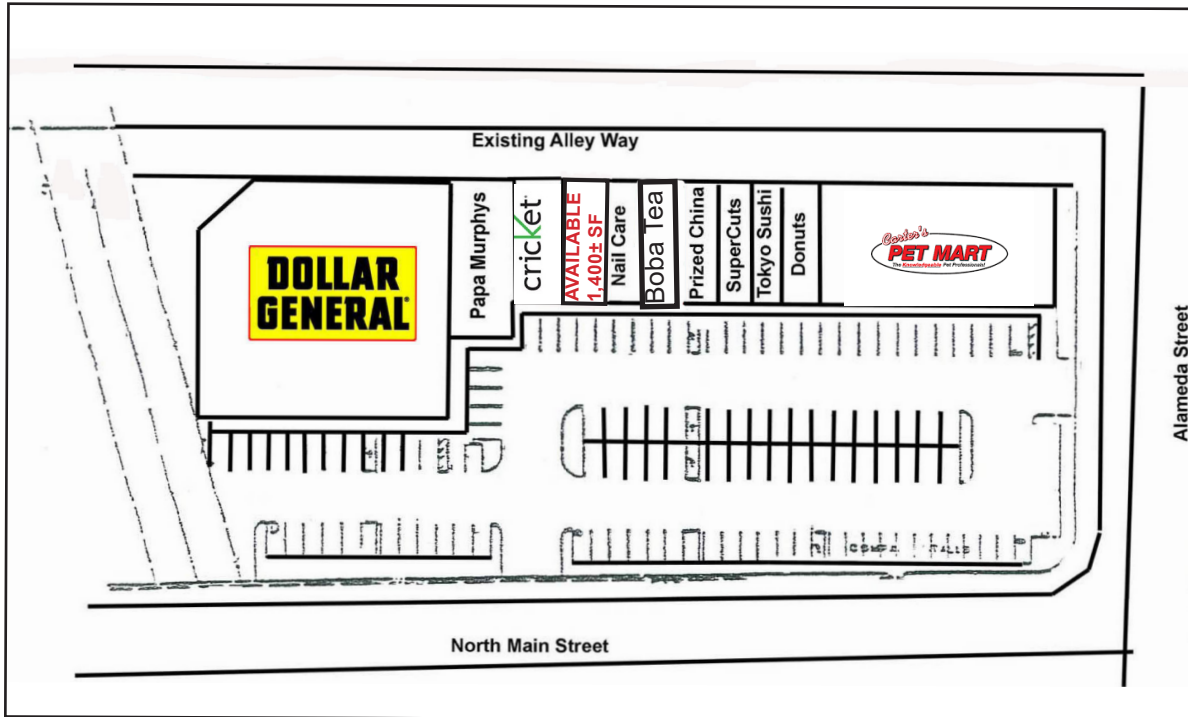 Existing Alley Way
DOLLAR
GENERAL
Papa Murphys
cricket
AVAILABLE
1,400± SF
Nail Care
Boba Tea
Prized China
SuperCuts
Tokyo Sushi
Donuts
Carter's
PET MART
The Knowledgeable Pet Professionals!
Alameda Street
North Main Street